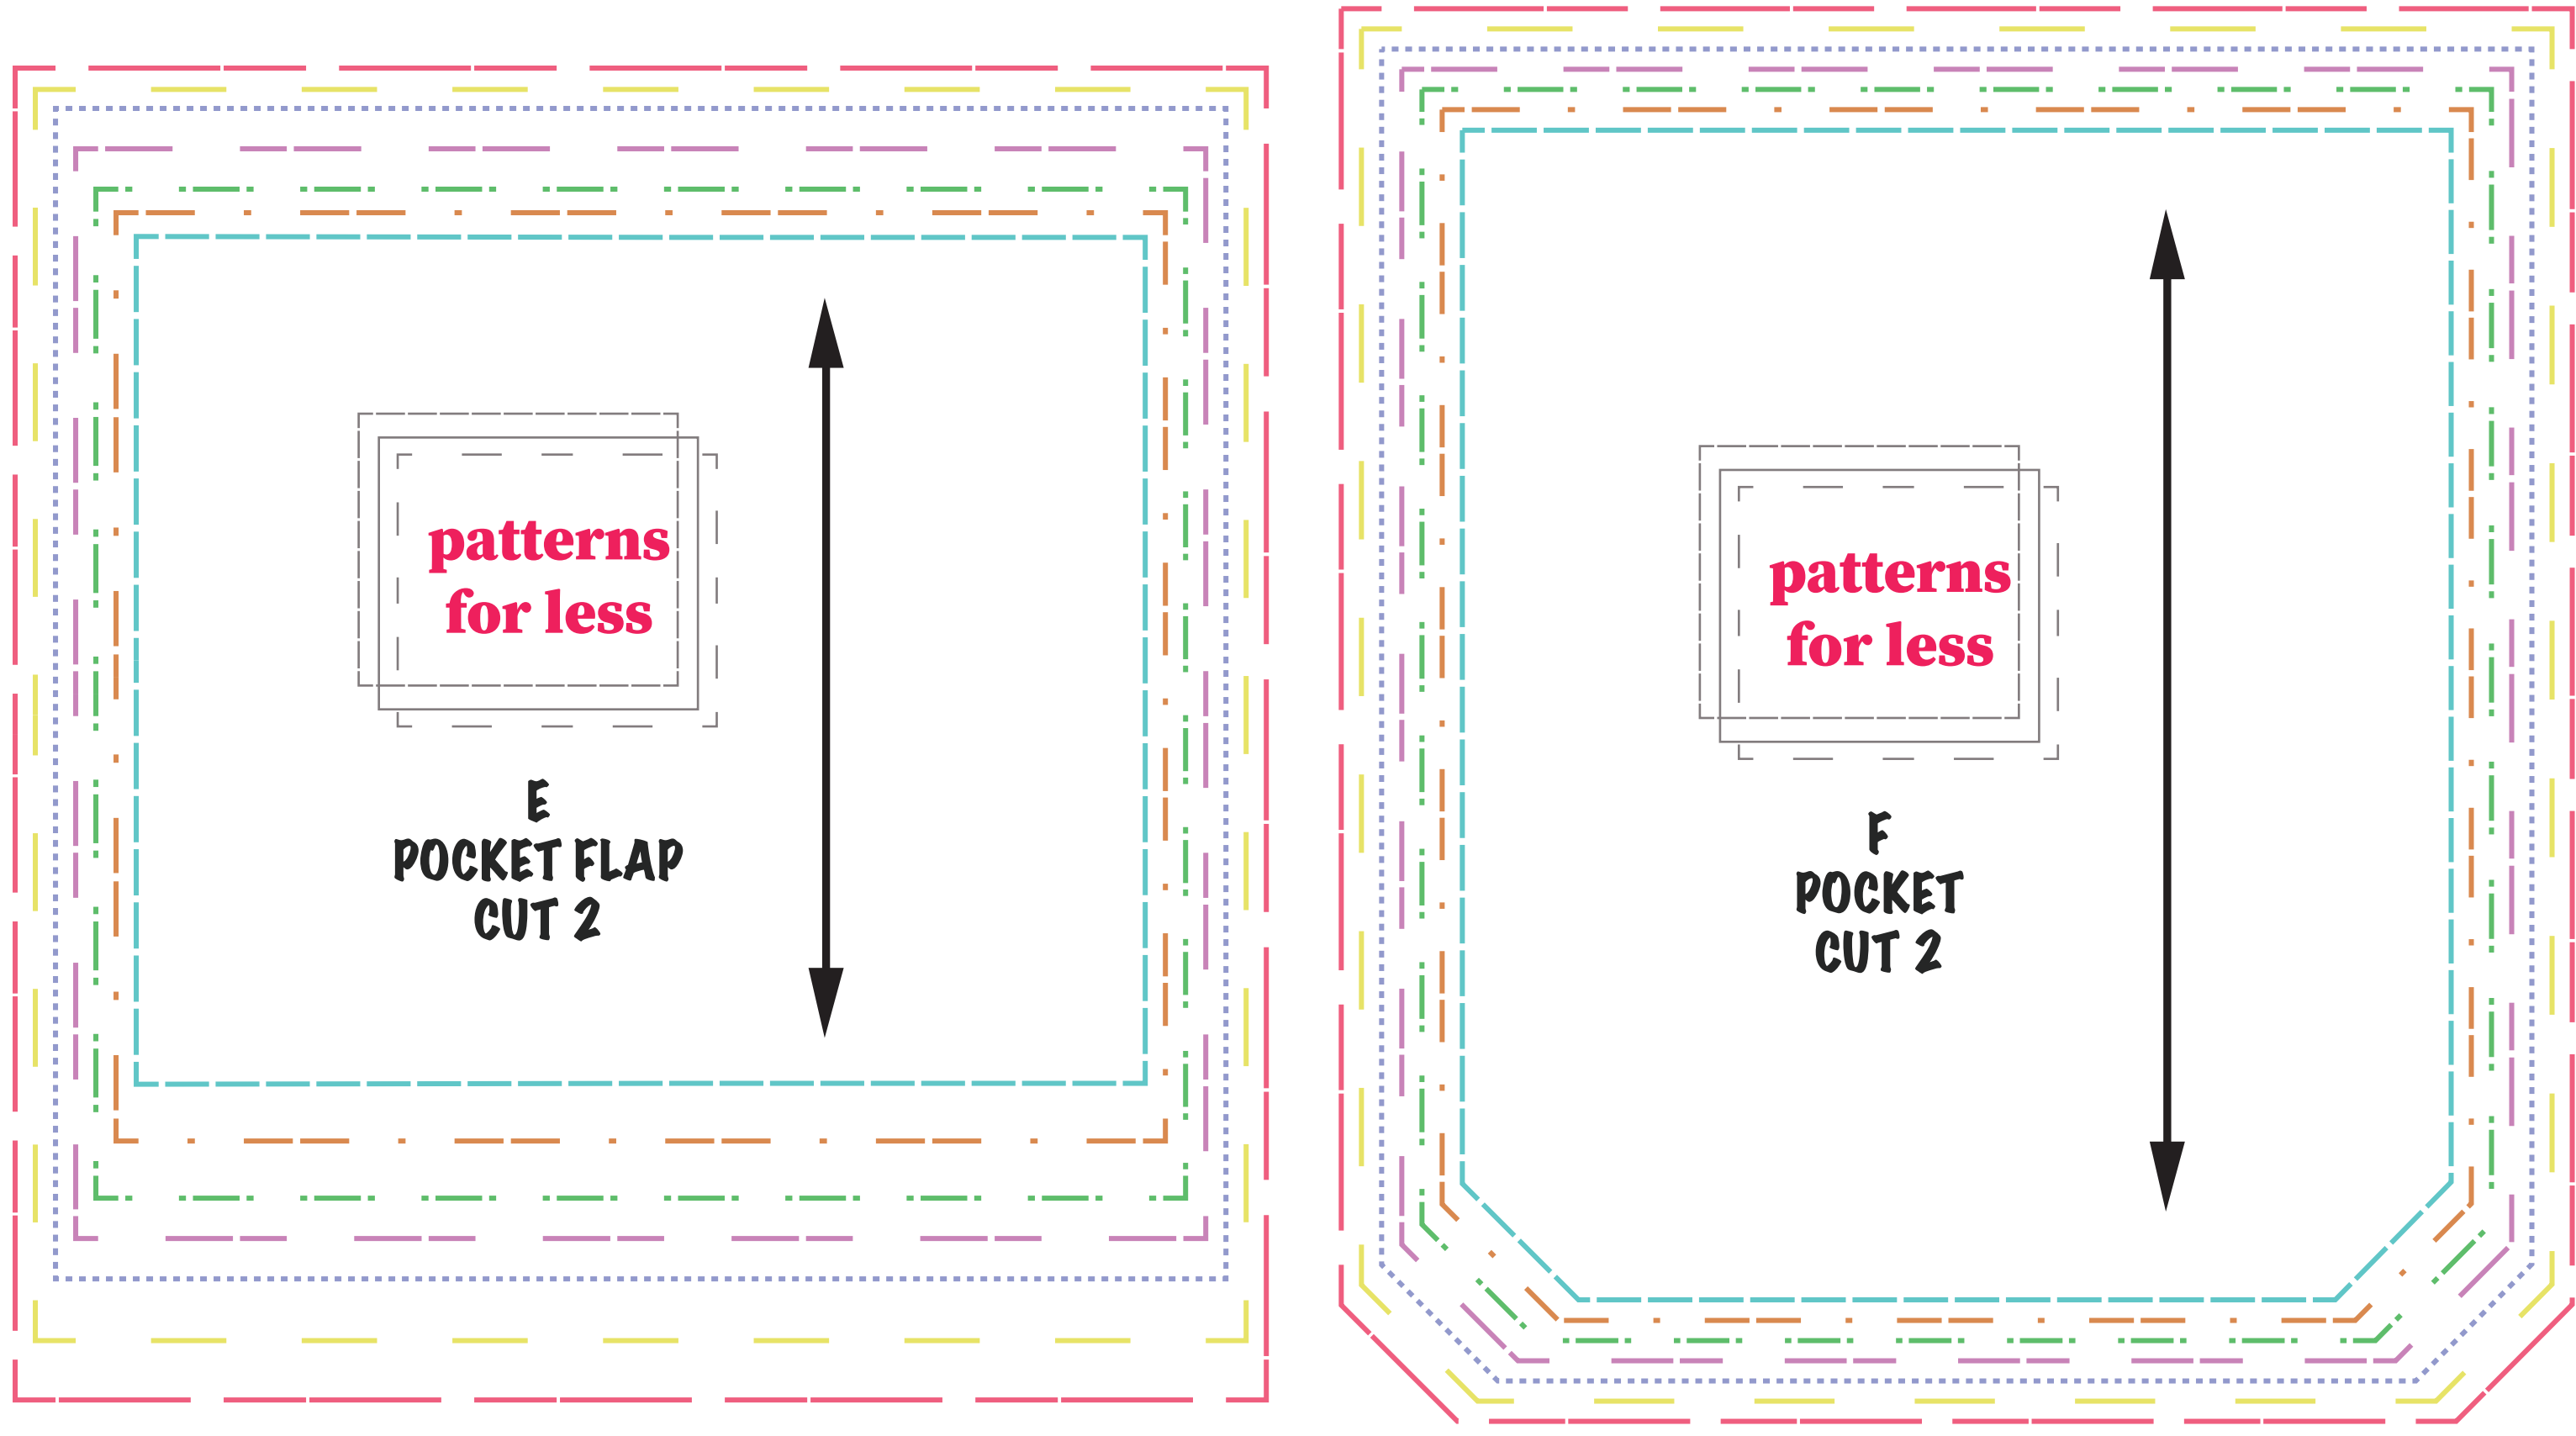 patterns
for less
E
POCKET FLAP
CUT 2
patterns
for less
F
POCKET
CUT 2